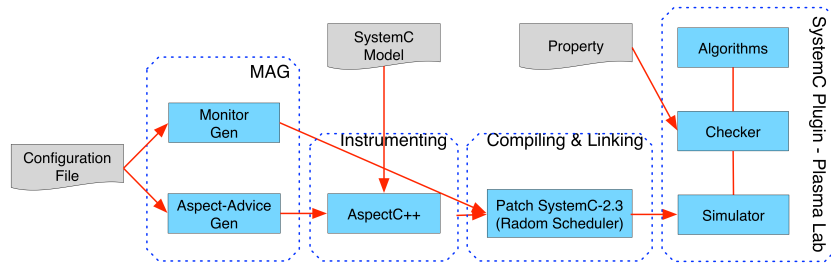 SystemC
Model
Property
Algorithms
SystemC Plugin - Plasma Lab
MAG
Monitor
Gen
Checker
Instrumenting
Compiling & Linking
Configuration
File
Aspect-Advice
Gen
AspectC++
Patch SystemC-2.3
(Radom Scheduler)
Simulator